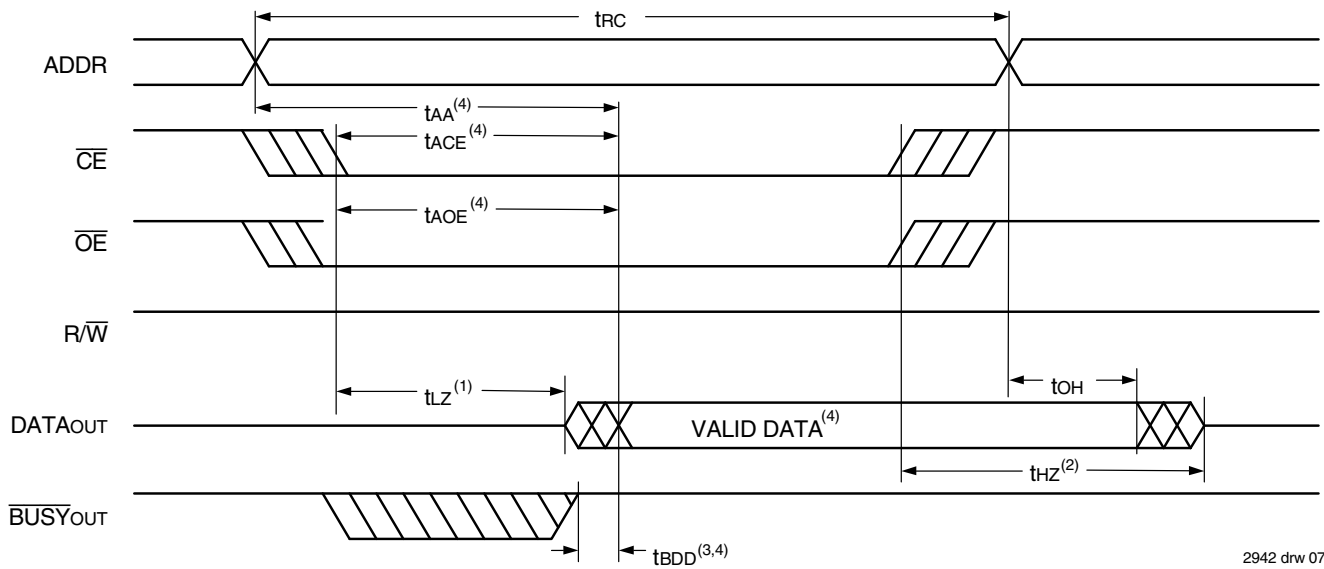 tRC
ADDR
tAA(4)
tACE(4)
CE
tAOE(4)
OE
R/W
tLZ(1)
tOH
DATAOUT
VALID DATA(4)
tHZ(2)
BUSYOUT
tBDD(3,4)
2942 drw 07